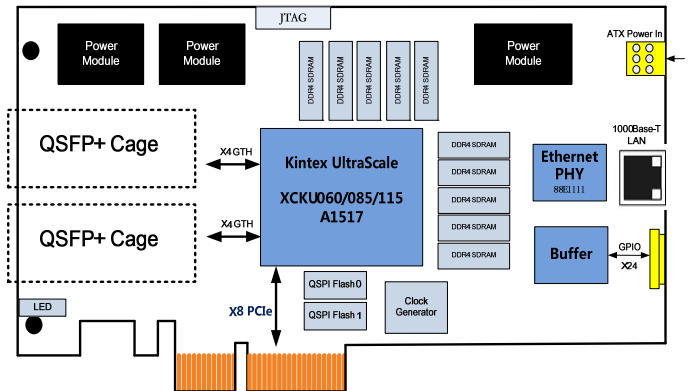 JTAG
Power
Module
Power
Module
Power
Module
ATX Power In
DDR4 SDRAM
DDR4 SDRAM
DDR4 SDRAM
DDR4 SDRAM
DDR4 SDRAM
QSFP+ Cage
X4 GTH
Kintex UltraScale
XCKU060/085/115
A1517
DDR4 SDRAM
DDR4 SDRAM
DDR4 SDRAM
DDR4 SDRAM
DDR4 SDRAM
Ethernet
PHY
88E1111
1000Base-T
LAN
QSFP+ Cage
X4 GTH
Buffer
GPIO
X24
LED
X8 PCIe
QSPI Flash 0
QSPI Flash 1
Clock
Generator